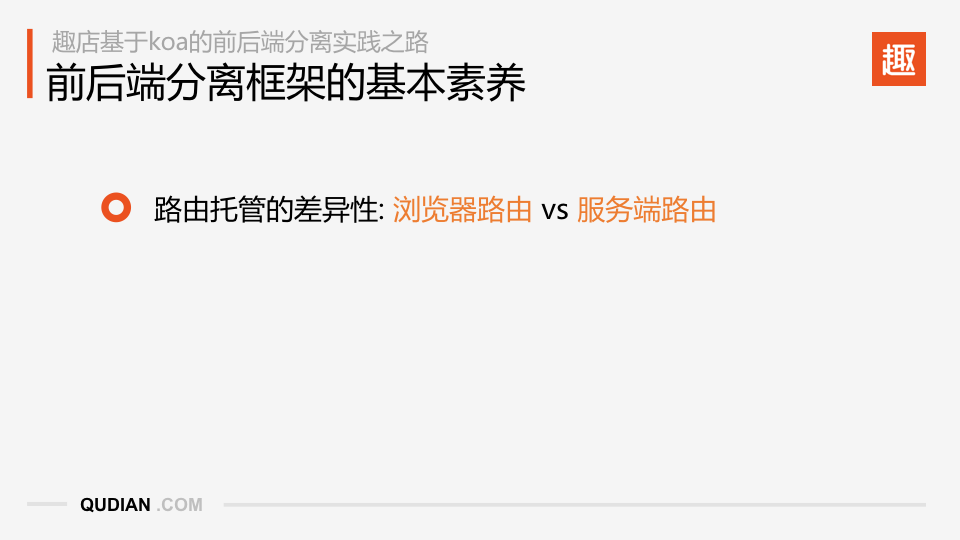 趣店基于koa的前后端分离实践之路
前后端分离框架的基本素养
趣
路由托管的差异性: 浏览器路由 vs 服务端路由
QUDIAN .COM